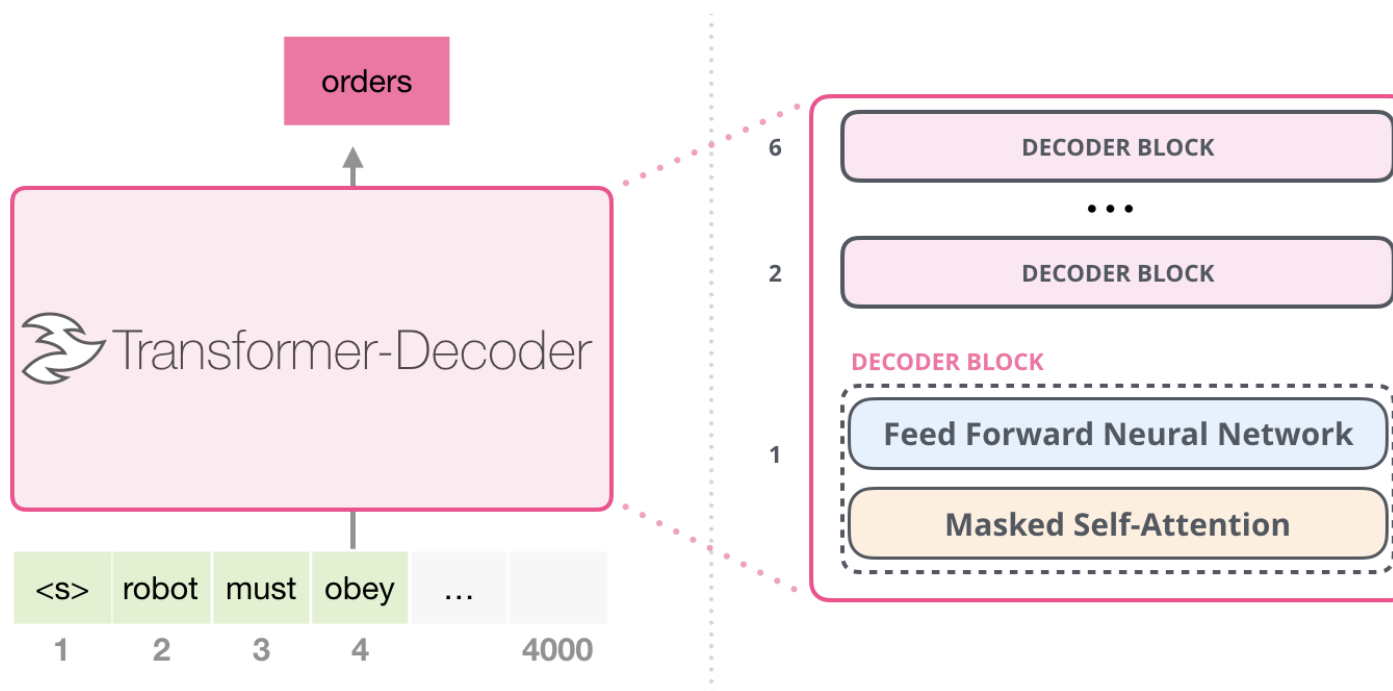 orders
Transformer-Decoder
<s> robot must obey ...
1 2 3 4 4000
6 DECODER BLOCK
...
2 DECODER BLOCK
DECODER BLOCK
1
Feed Forward Neural Network
Masked Self-Attention